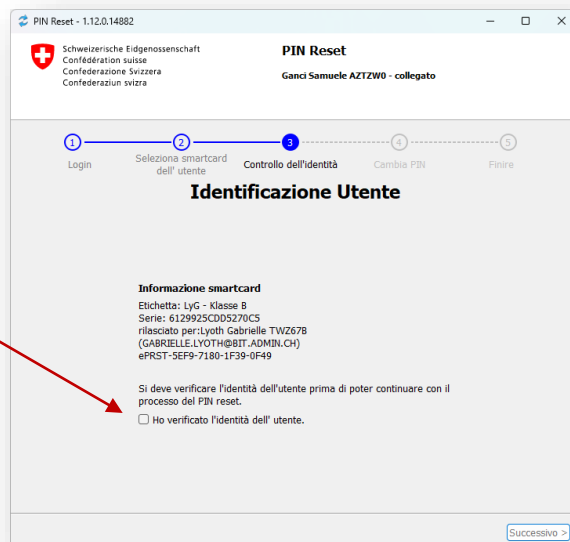 PIN Reset - 1.12.0.14882
Schweizerische Eidgenossenschaft
Confédération suisse
Confederazione Svizzera
Confederaziun svizra
PIN Reset
Ganci Samuele AZTZW0 - collegato
1
2
3
4
5
Login
Seleziona smartcard
dell' utente
Controllo dell'identità
Cambia PIN
Finire
Identificazione Utente
Informazione smartcard
Etichetta: LyG - Klasse B
Serie: 6129925CDD5270C5
rilasciato per:Lyoth Gabrielle TWZ67B
(GABRIELLE.LYOTH@BIT.ADMIN.CH)
ePRST-5EF9-7180-1F39-0F49
Si deve verificare l'identità dell'utente prima di poter continuare con il
processo del PIN reset.
Ho verificato l'identità dell' utente.
Successivo >